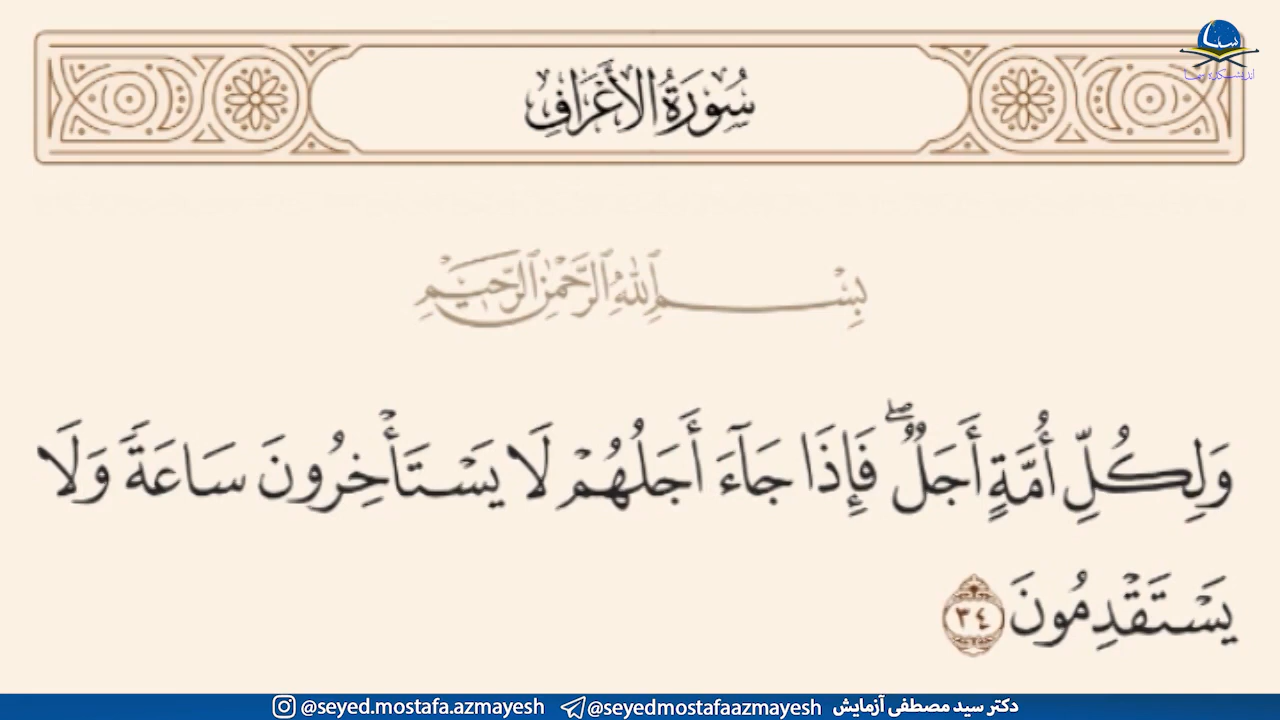 سُورَةُ الأَعْرَافِ
بِسْمِ ٱللَّهِ ٱلرَّحْمَٰنِ ٱلرَّحِيمِ
وَلِكُلِّ أُمَّةٍ أَجَلٌ ۖ فَإِذَا جَآءَ أَجَلُهُمْ لَا يَسْتَأْخِرُونَ سَاعَةً وَلَا
يَسْتَقْدِمُونَ ٣٤
دکتر سید مصطفی آزمایش @seyedmostafaazmayesh @seyed.mostafa.azmayesh